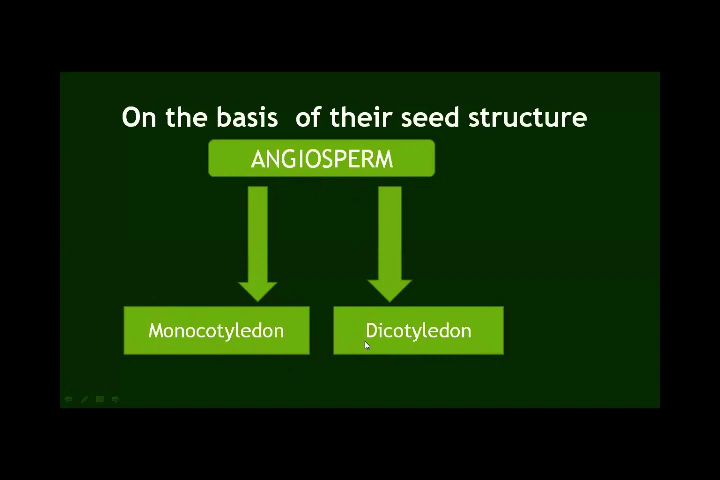 On the basis  of their seed structure
ANGIOSPERM
Monocotyledon
Dicotyledon